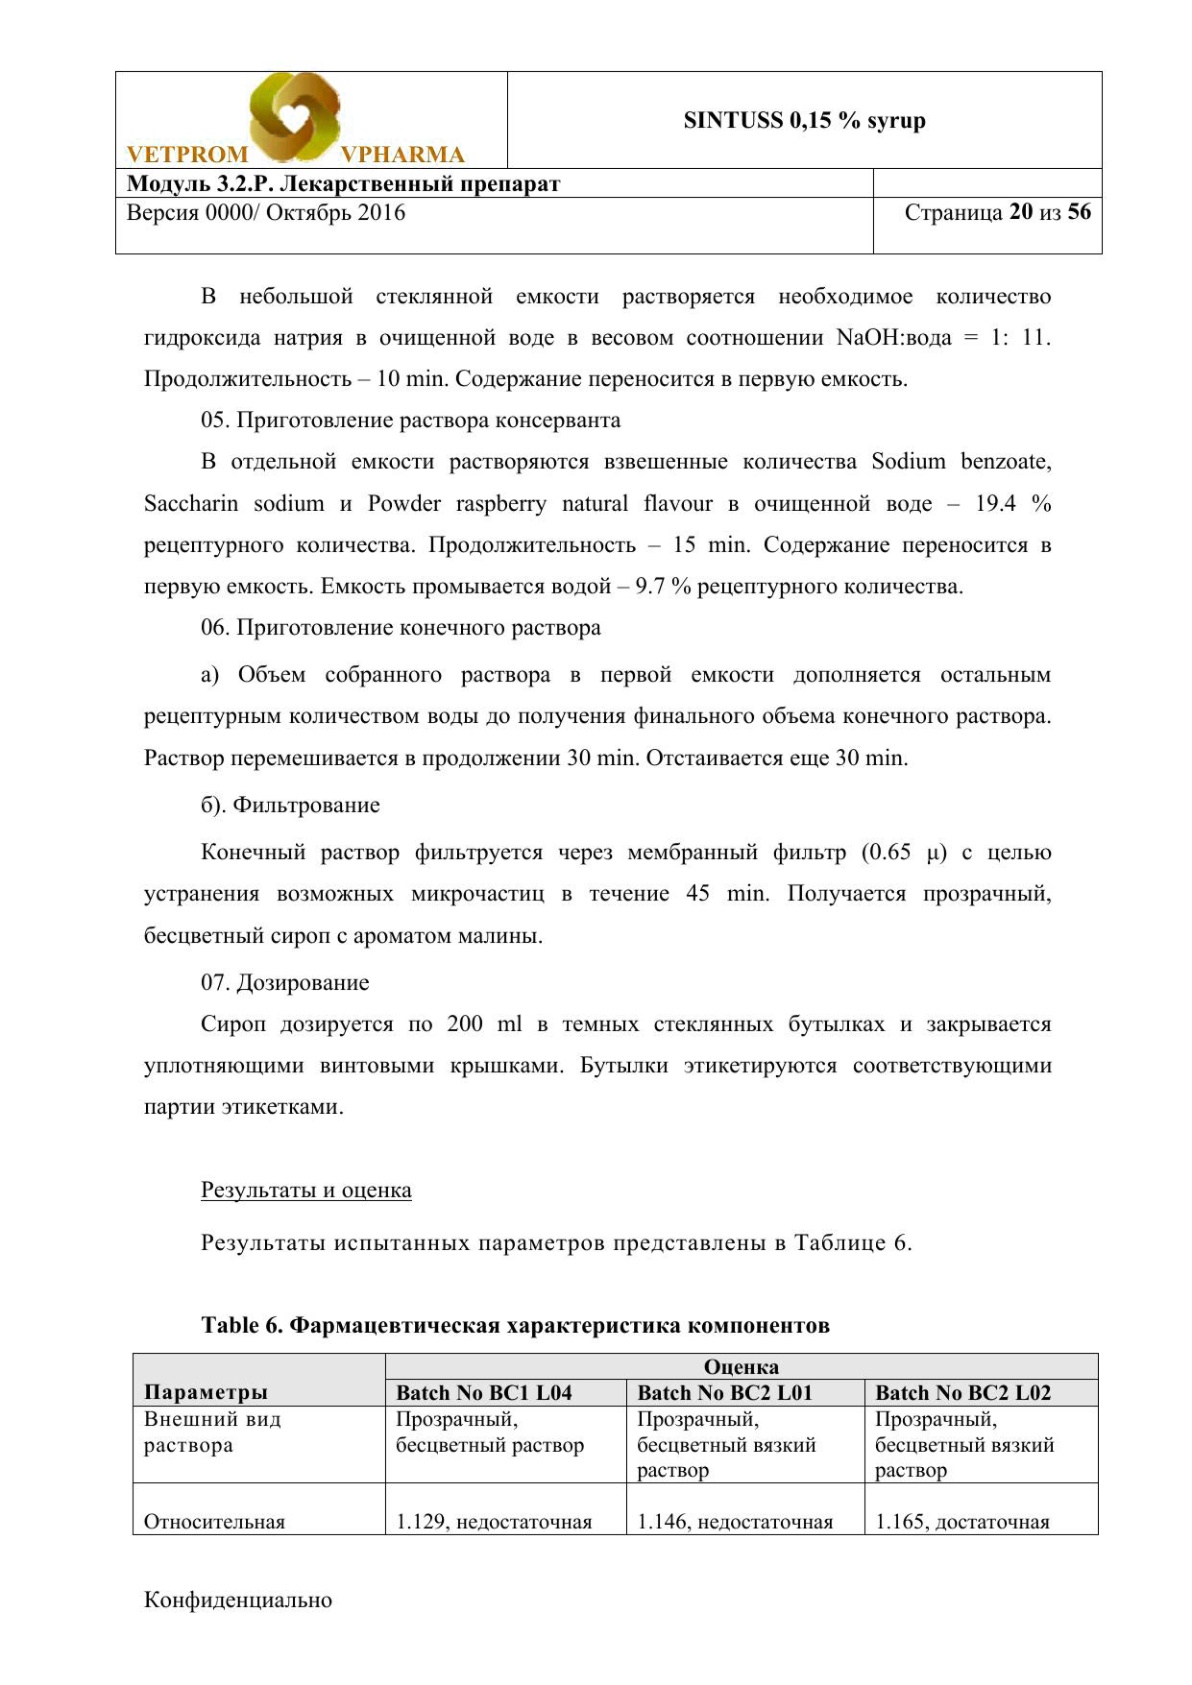 VETPROM VPHARMA
SINTUSS 0,15 % syrup
Модуль 3.2.Р. Лекарственный препарат
Версия 0000/ Октябрь 2016
Страница 20 из 56
В небольшой стеклянной емкости растворяется необходимое количество
гидроксида натрия в очищенной воде в весовом соотношении NaOH:вода = 1: 11.
Продолжительность – 10 min. Содержание переносится в первую емкость.
05. Приготовление раствора консерванта
В отдельной емкости растворяются взвешенные количества Sodium benzoate,
Saccharin sodium и Powder raspberry natural flavour в очищенной воде – 19.4 %
рецептурного количества. Продолжительность – 15 min. Содержание переносится в
первую емкость. Емкость промывается водой – 9.7 % рецептурного количества.
06. Приготовление конечного раствора
а) Объем собранного раствора в первой емкости дополняется остальным
рецептурным количеством воды до получения финального объема конечного раствора.
Раствор перемешивается в продолжении 30 min. Отстаивается еще 30 min.
б). Фильтрование
Конечный раствор фильтруется через мембранный фильтр (0.65 μ) с целью
устранения возможных микрочастиц в течение 45 min. Получается прозрачный,
бесцветный сироп с ароматом малины.
07. Дозирование
Сироп дозируется по 200 ml в темных стеклянных бутылках и закрывается
уплотняющими винтовыми крышками. Бутылки этикетируются соответствующими
партии этикетками.
Результаты и оценка
Результаты испытанных параметров представлены в Таблице 6.
Table 6. Фармацевтическая характеристика компонентов
Оценка
Параметры Batch No BC1 L04 Batch No BC2 L01 Batch No BC2 L02
Внешний вид Прозрачный, Прозрачный, Прозрачный,
раствора бесцветный раствор бесцветный вязкий бесцветный вязкий
раствор раствор
Относительная 1.129, недостаточная 1.146, недостаточная 1.165, достаточная
Конфиденциально